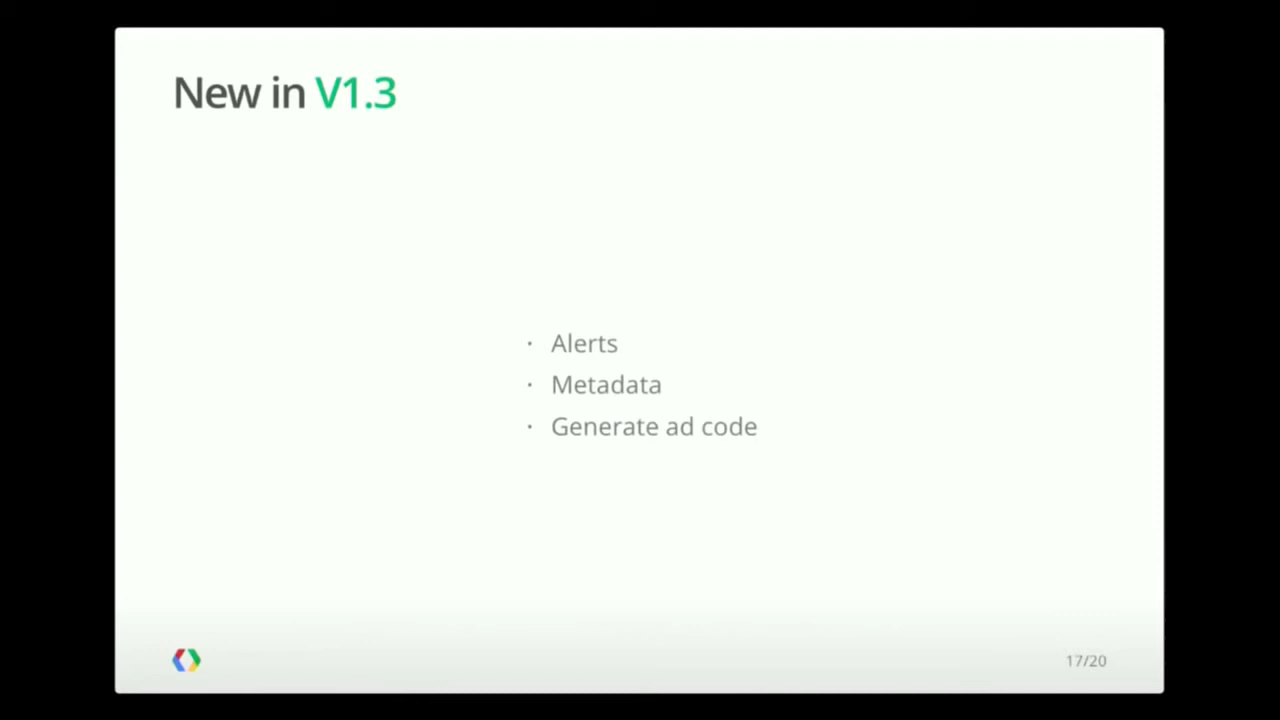 New in V1.3
· Alerts
· Metadata
· Generate ad code
17/20